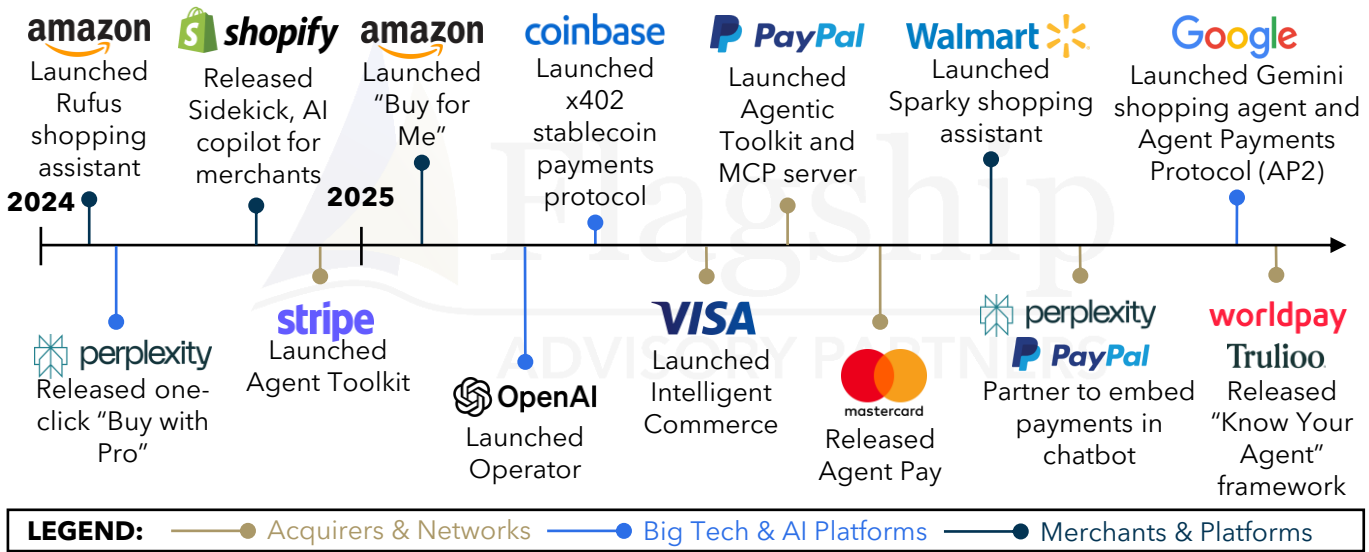 amazon
Launched
Rufus
shopping
assistant
shopify
Released
Sidekick, AI
copilot for
merchants
amazon
Launched
“Buy for
Me”
coinbase
Launched
x402
stablecoin
payments
protocol
PayPal
Launched
Agentic
Toolkit and
MCP server
Walmart
Launched
Sparky shopping
assistant
Google
Launched Gemini
shopping agent and
Agent Payments
Protocol (AP2)
2024
2025
Flagship
ADVISORY PARTNERS
perplexity
Released one-
click “Buy with
Pro”
stripe
Launched
Agent Toolkit
OpenAI
Launched
Operator
VISA
Launched
Intelligent
Commerce
mastercard
Released
Agent Pay
perplexity
PayPal
Partner to embed
payments in
chatbot
worldpay
Trulioo
Released
“Know Your
Agent”
framework
LEGEND: Acquirers & Networks Big Tech & AI Platforms Merchants & Platforms